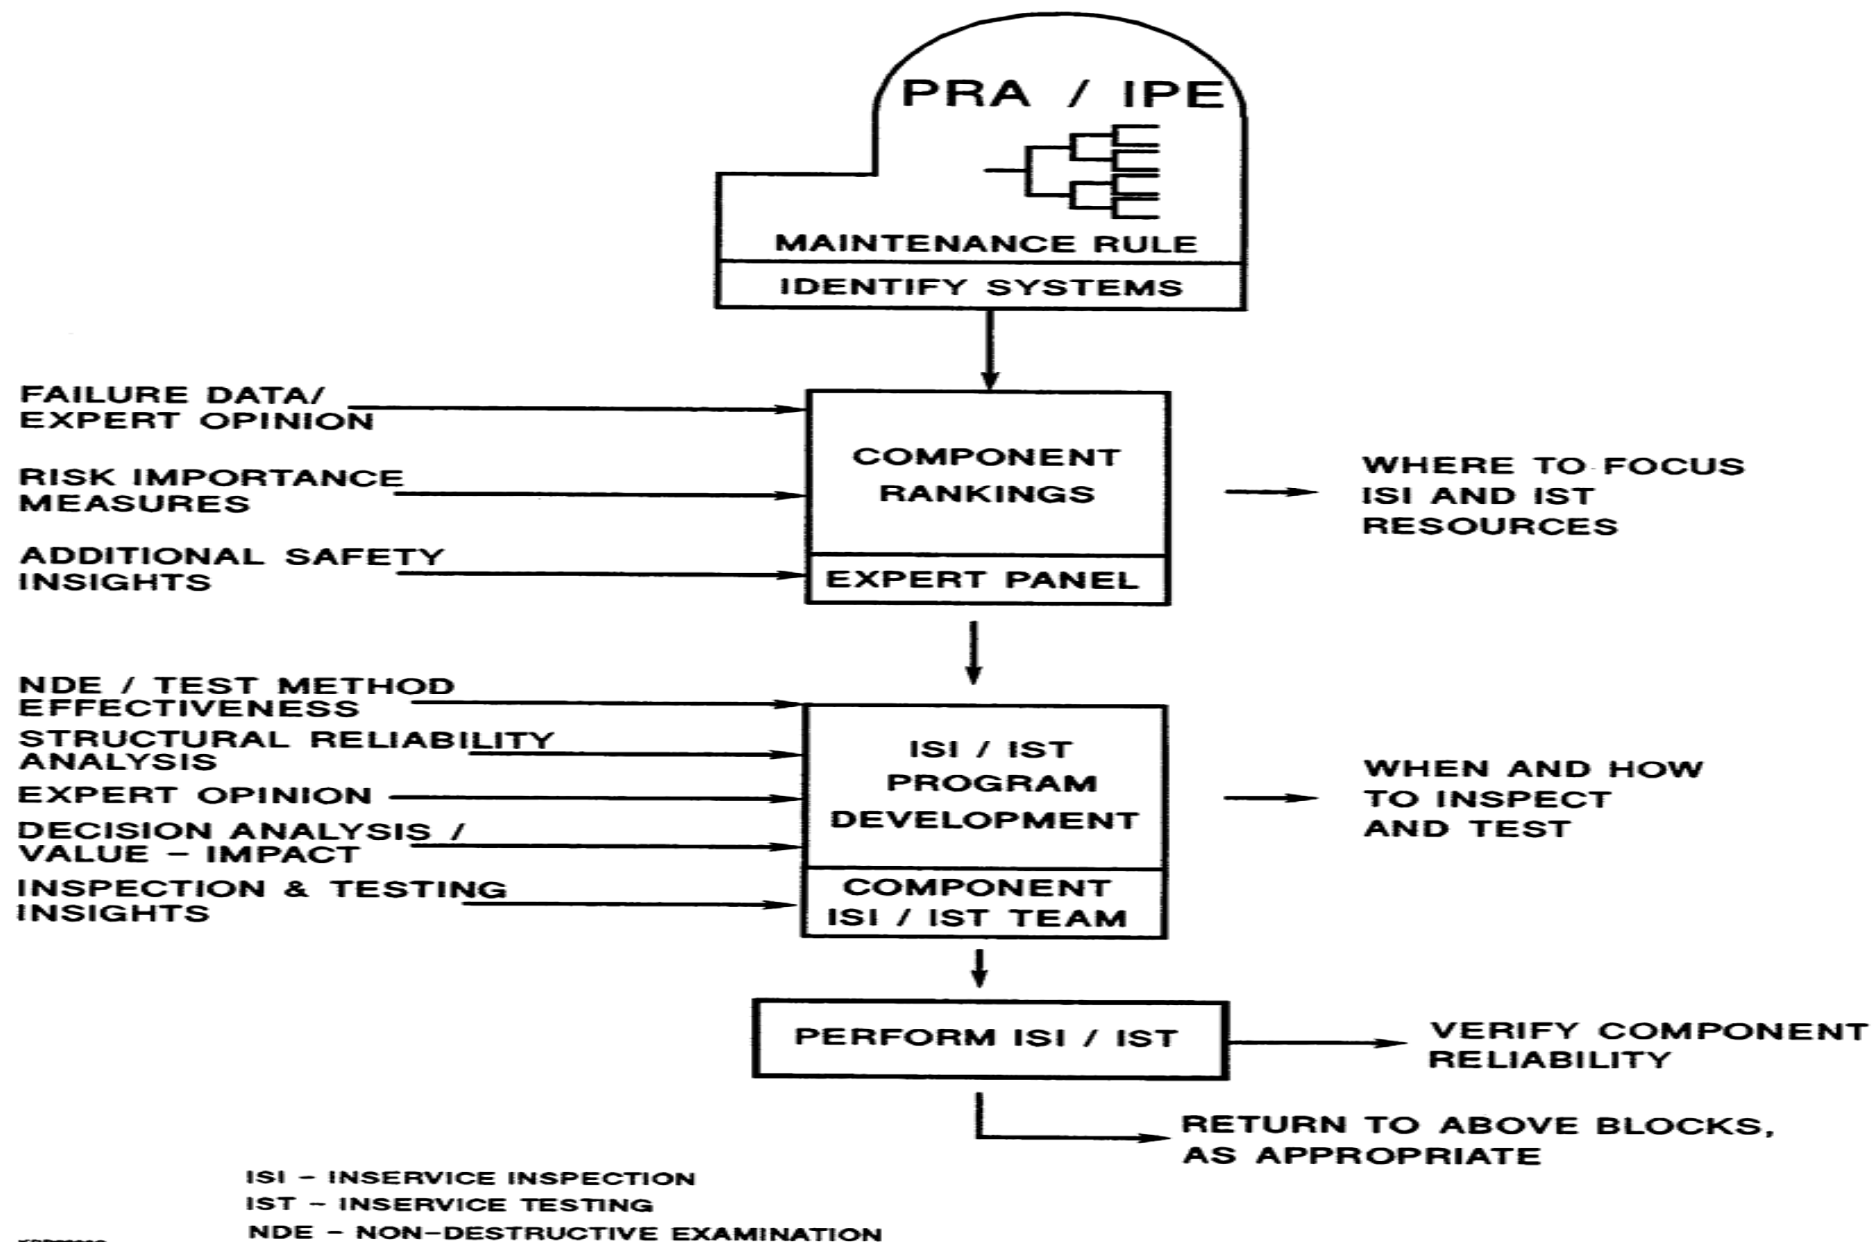 PRA / IPE
MAINTENANCE RULE
IDENTIFY SYSTEMS
FAILURE DATA/
EXPERT OPINION
RISK IMPORTANCE
MEASURES
ADDITIONAL SAFETY
INSIGHTS
COMPONENT
RANKINGS
EXPERT PANEL
WHERE TO FOCUS
ISI AND IST
RESOURCES
NDE / TEST METHOD
EFFECTIVENESS
STRUCTURAL RELIABILITY
ANALYSIS
EXPERT OPINION
DECISION ANALYSIS /
VALUE - IMPACT
INSPECTION & TESTING
INSIGHTS
ISI / IST
PROGRAM
DEVELOPMENT
COMPONENT
ISI / IST TEAM
WHEN AND HOW
TO INSPECT
AND TEST
PERFORM ISI / IST
VERIFY COMPONENT
RELIABILITY
RETURN TO ABOVE BLOCKS,
AS APPROPRIATE
ISI - INSERVICE INSPECTION
IST - INSERVICE TESTING
NDE - NON-DESTRUCTIVE EXAMINATION